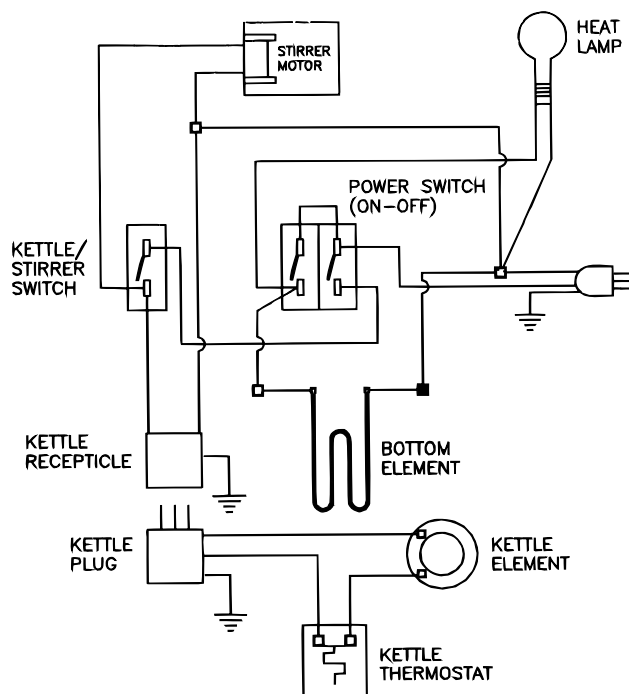 STIRRER
MOTOR
HEAT
LAMP
POWER SWITCH
(ON-OFF)
KETTLE/
STIRRER
SWITCH
KETTLE
RECEPTICLE
BOTTOM
ELEMENT
KETTLE
PLUG
KETTLE
ELEMENT
KETTLE
THERMOSTAT